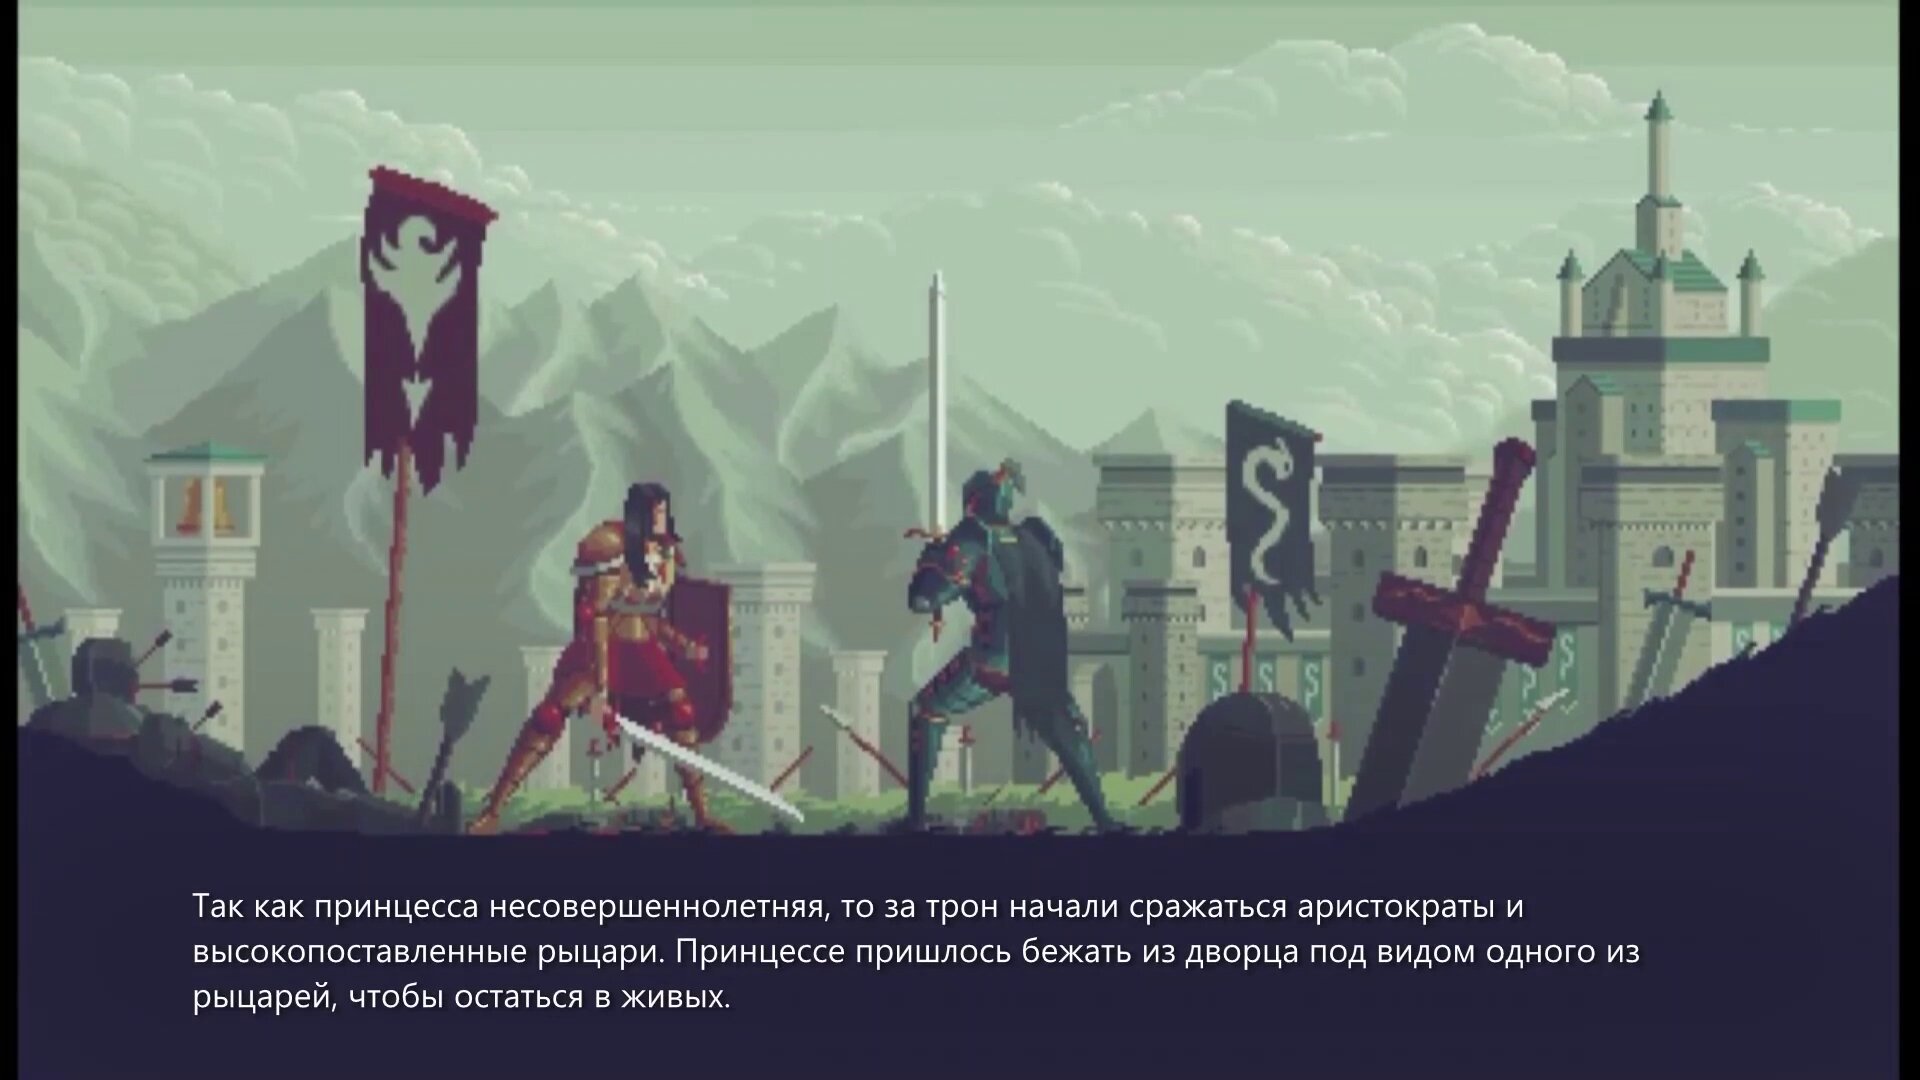 Так как принцесса несовершеннолетняя, то за трон начали сражаться аристократы и
высокопоставленные рыцари. Принцессе пришлось бежать из дворца под видом одного из
рыцарей, чтобы остаться в живых.